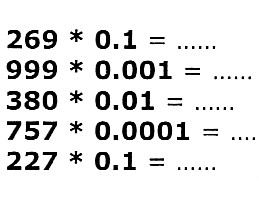 269 * 0.1 = ......
999 * 0.001 = ......
380 * 0.01 = ......
757 * 0.0001 = ....
227 * 0.1 = ......